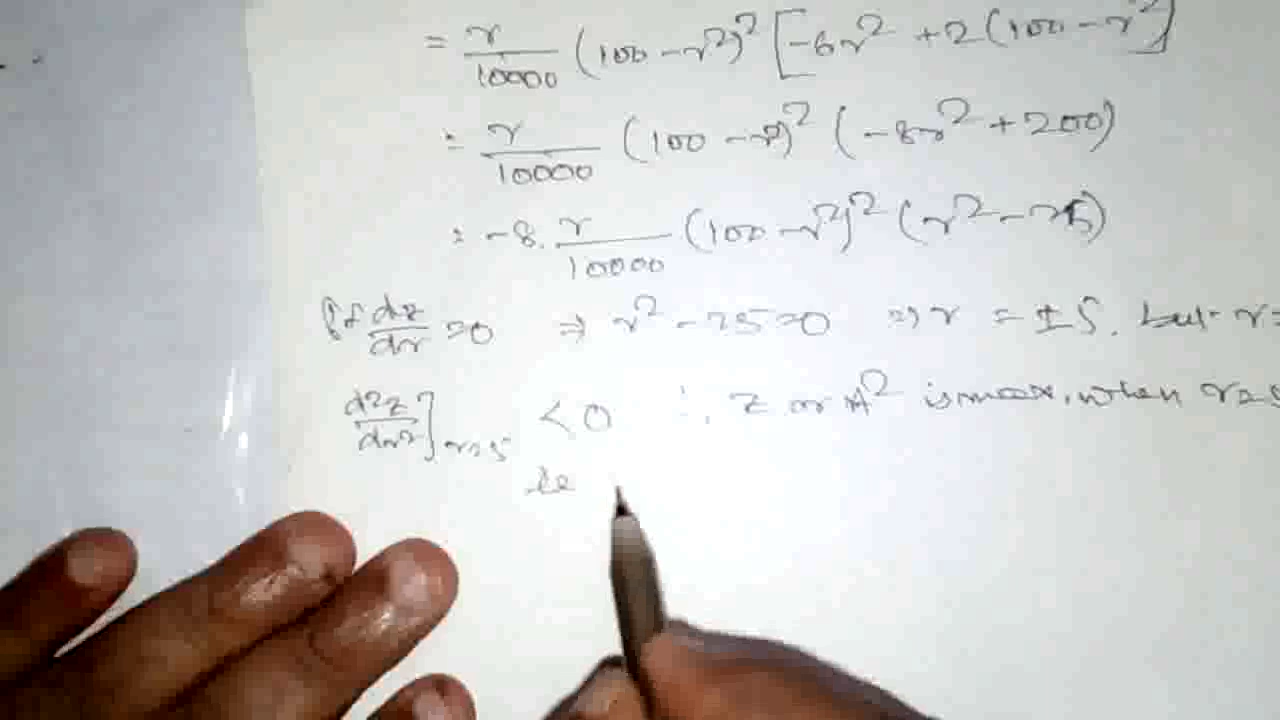 = r/10000 (100 - r²)² [-6r² + 2(100 - r²)]
= r/10000 (100 - r²)² (-8r² + 200)
= -8. r/10000 (100 - r²)² (r² - 25)
If dz/dr = 0 ⇒ r² - 25 = 0 ⇒ r = ±5. but r =
d²z/dr²]r=5 < 0 ∴ z or A² is max, when r = 5
ie